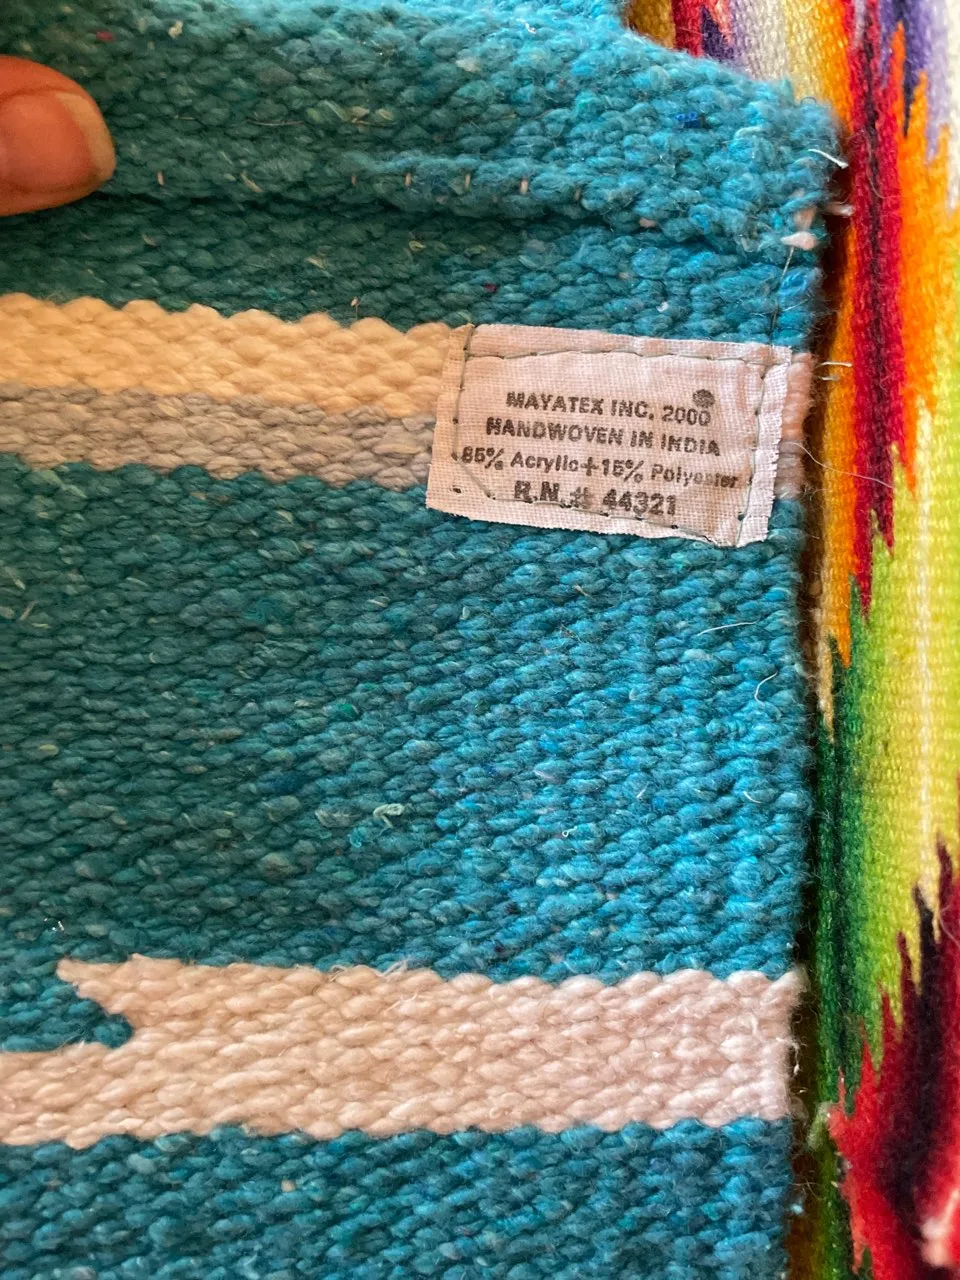 MAYATEX INC. 2000
HANDWOVEN IN INDIA
85% Acrylic+15% Polyester
R.N.# 44321